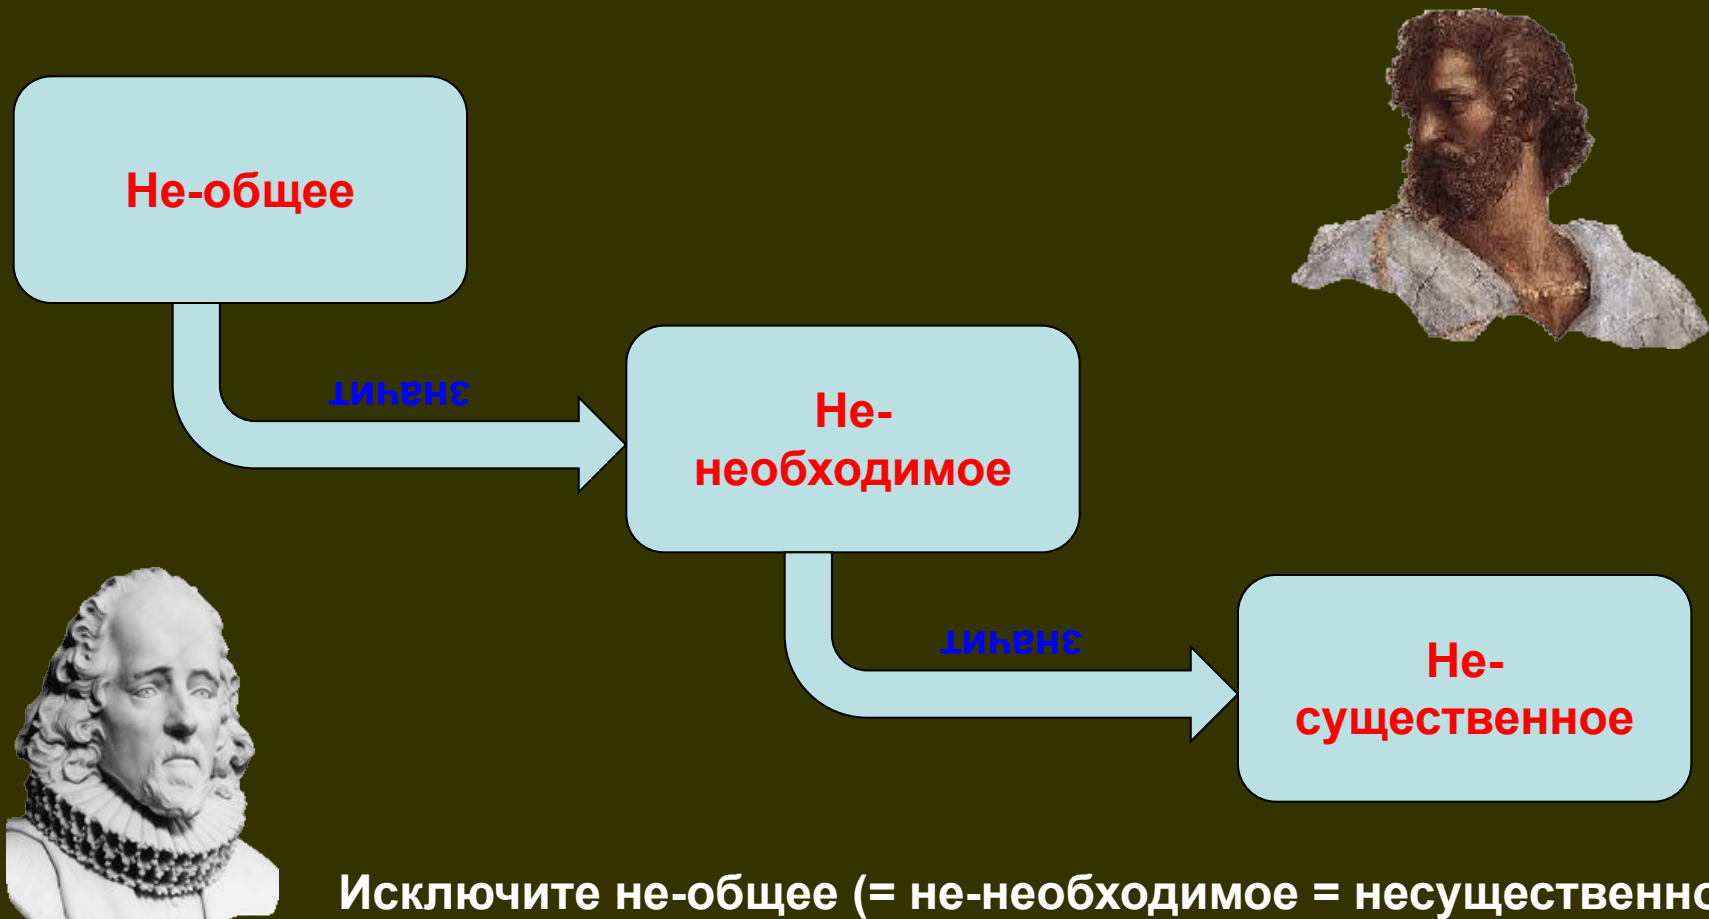 Не-общее
значит
Не-
необходимое
значит
Не-
существенное
Исключите не-общее (= не-необходимое = несущественно